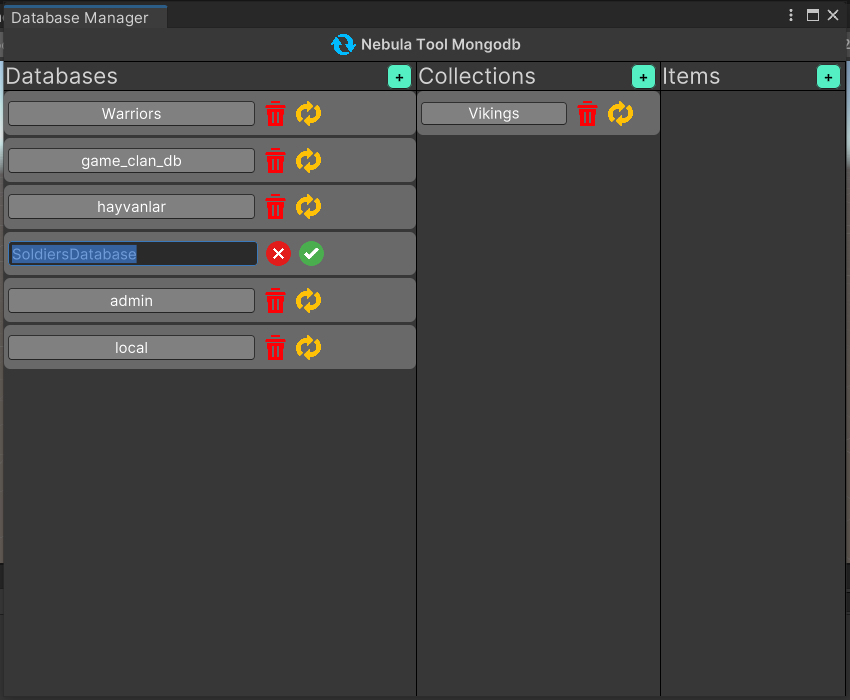 Database Manager
Nebula Tool Mongodb
Databases
+
Collections
+
Items
+
Warriors
Vikings
game_clan_db
hayvanlar
SoldiersDatabase
admin
local